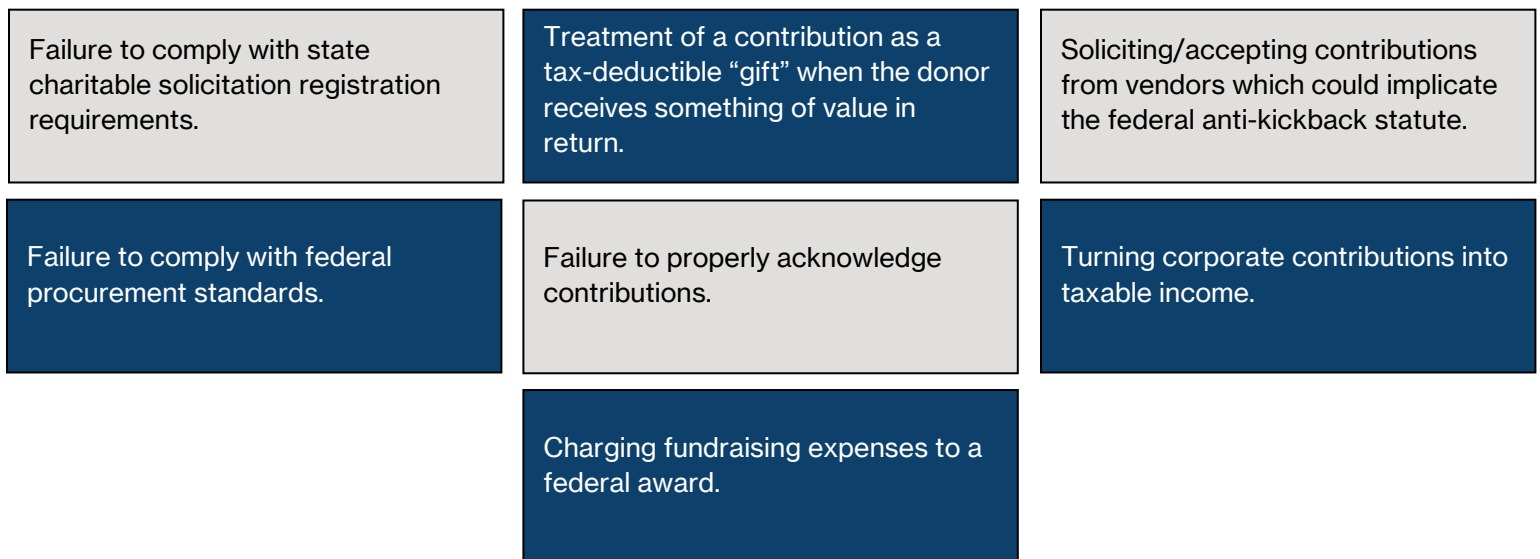 Failure to comply with state
charitable solicitation registration
requirements.
Treatment of a contribution as a
tax-deductible “gift” when the donor
receives something of value in
return.
Soliciting/accepting contributions
from vendors which could implicate
the federal anti-kickback statute.
Failure to comply with federal
procurement standards.
Failure to properly acknowledge
contributions.
Turning corporate contributions into
taxable income.
Charging fundraising expenses to a
federal award.